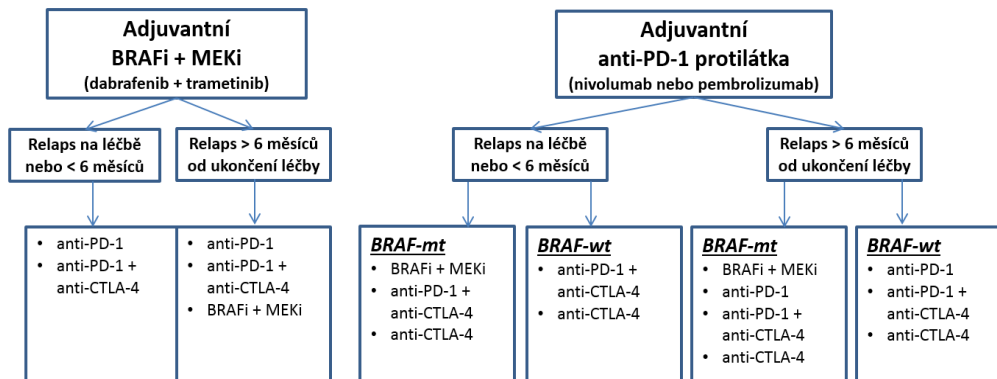 Adjuvantní
BRAFi + MEKi
(dabrafenib + trametinib)
Adjuvantní
anti-PD-1 protilátka
(nivolumab nebo pembrolizumab)
Relaps na léčbě
nebo < 6 měsíců
Relaps > 6 měsíců
od ukončení léčby
Relaps na léčbě
nebo < 6 měsíců
Relaps > 6 měsíců
od ukončení léčby
• anti-PD-1
• anti-PD-1 +
anti-CTLA-4
• anti-PD-1
• anti-PD-1 +
anti-CTLA-4
• BRAFi + MEKi
BRAF-mt
• BRAFi + MEKi
• anti-PD-1 +
anti-CTLA-4
• anti-CTLA-4
BRAF-wt
• anti-PD-1 +
anti-CTLA-4
• anti-CTLA-4
BRAF-mt
• BRAFi + MEKi
• anti-PD-1
• anti-PD-1 +
anti-CTLA-4
• anti-CTLA-4
BRAF-wt
• anti-PD-1
• anti-PD-1 +
anti-CTLA-4
• anti-CTLA-4